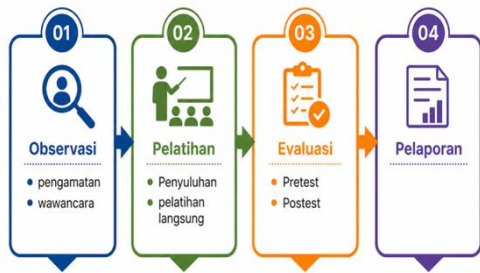 01
Observasi
• pengamatan
• wawancara
02
Pelatihan
• Penyuluhan
• pelatihan
langsung
03
Evaluasi
• Pretest
• Postest
04
Pelaporan